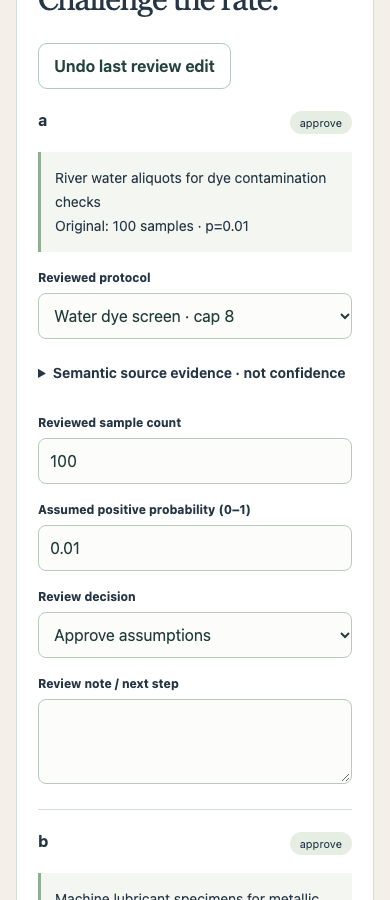 Challenge the rate.
Undo last review edit
a
approve
River water aliquots for dye contamination
checks
Original: 100 samples · p=0.01
Reviewed protocol
Water dye screen · cap 8
Semantic source evidence · not confidence
Reviewed sample count
100
Assumed positive probability (0–1)
0.01
Review decision
Approve assumptions
Review note / next step
b
approve
Machine lubricant specimens for metallic